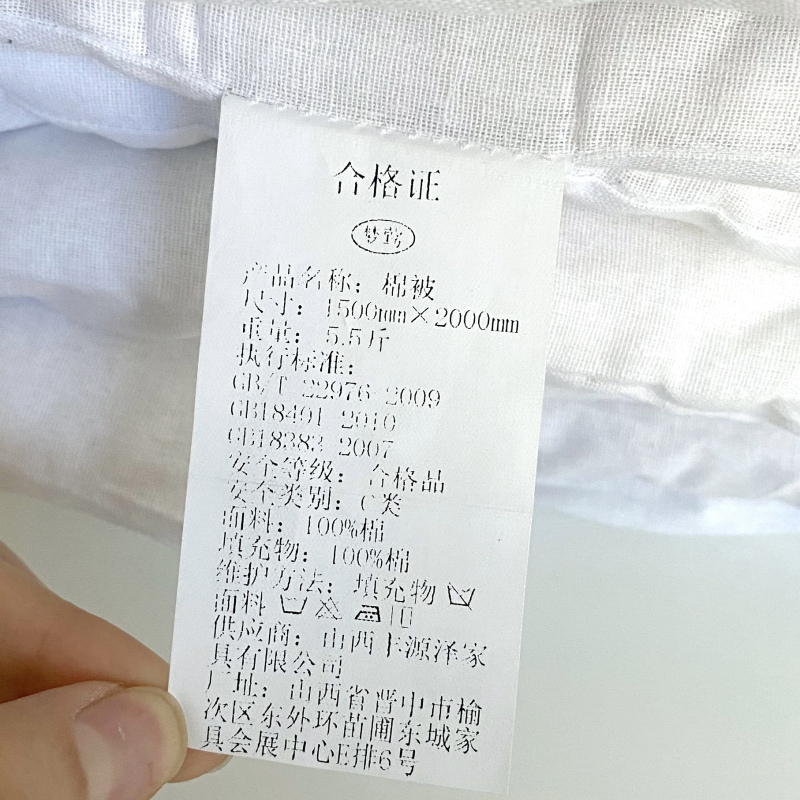 合格证
梦勤
产品名称：棉被
尺寸：1500mm×2000mm
重量：5.5斤
执行标准：
GB/T 22976-2009
GB18401-2010
GB18383-2007
安全等级：合格品
安全类别：C类
面料：100%棉
填充物：100%棉
维护方法：填充物
面料
供应商：山西丰源泽家
具有限公司
厂址：山西省晋中市榆
次区东外环苗圃东城家
具会展中心E排6号